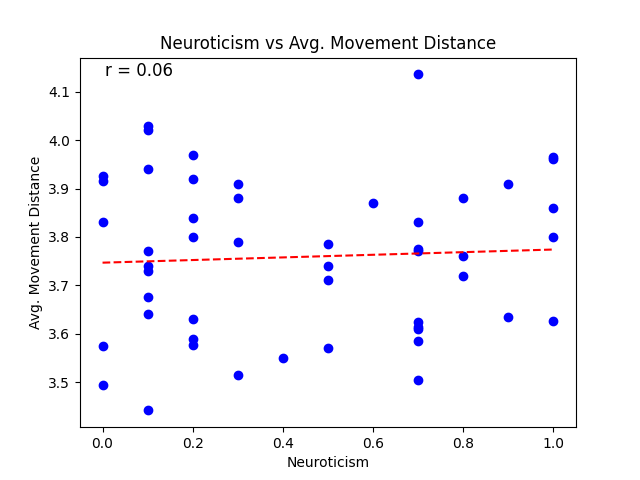 Neuroticism vs Avg. Movement Distance
r = 0.06
Avg. Movement Distance
4.1
4.0
3.9
3.8
3.7
3.6
3.5
0.0 0.2 0.4 0.6 0.8 1.0
Neuroticism